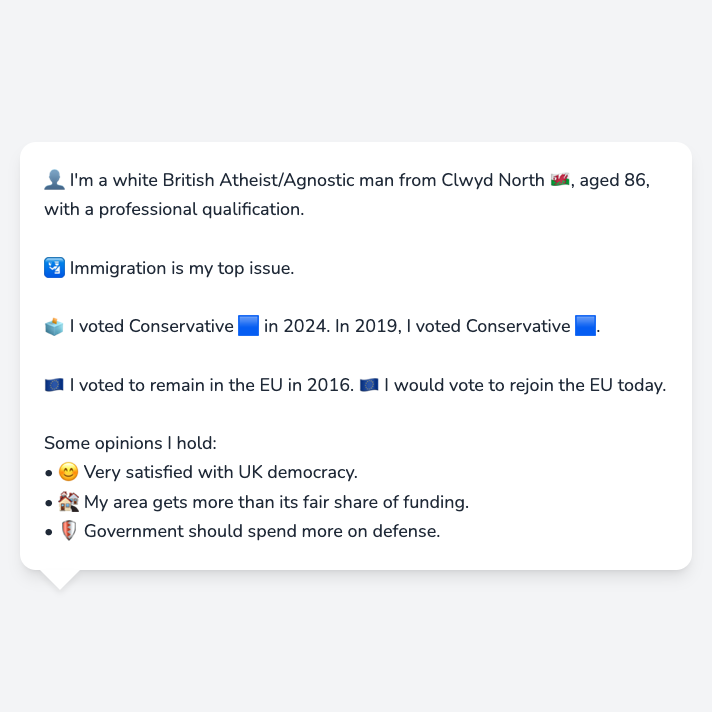 👤 I'm a white British Atheist/Agnostic man from Clwyd North 🏴󠁧󠁢󠁷󠁬󠁳󠁿, aged 86,
with a professional qualification.
🛂 Immigration is my top issue.
🗳️ I voted Conservative 🟦 in 2024. In 2019, I voted Conservative 🟦.
🇪🇺 I voted to remain in the EU in 2016. 🇪🇺 I would vote to rejoin the EU today.
Some opinions I hold:
• 😊 Very satisfied with UK democracy.
• 🏘️ My area gets more than its fair share of funding.
• 🛡️ Government should spend more on defense.